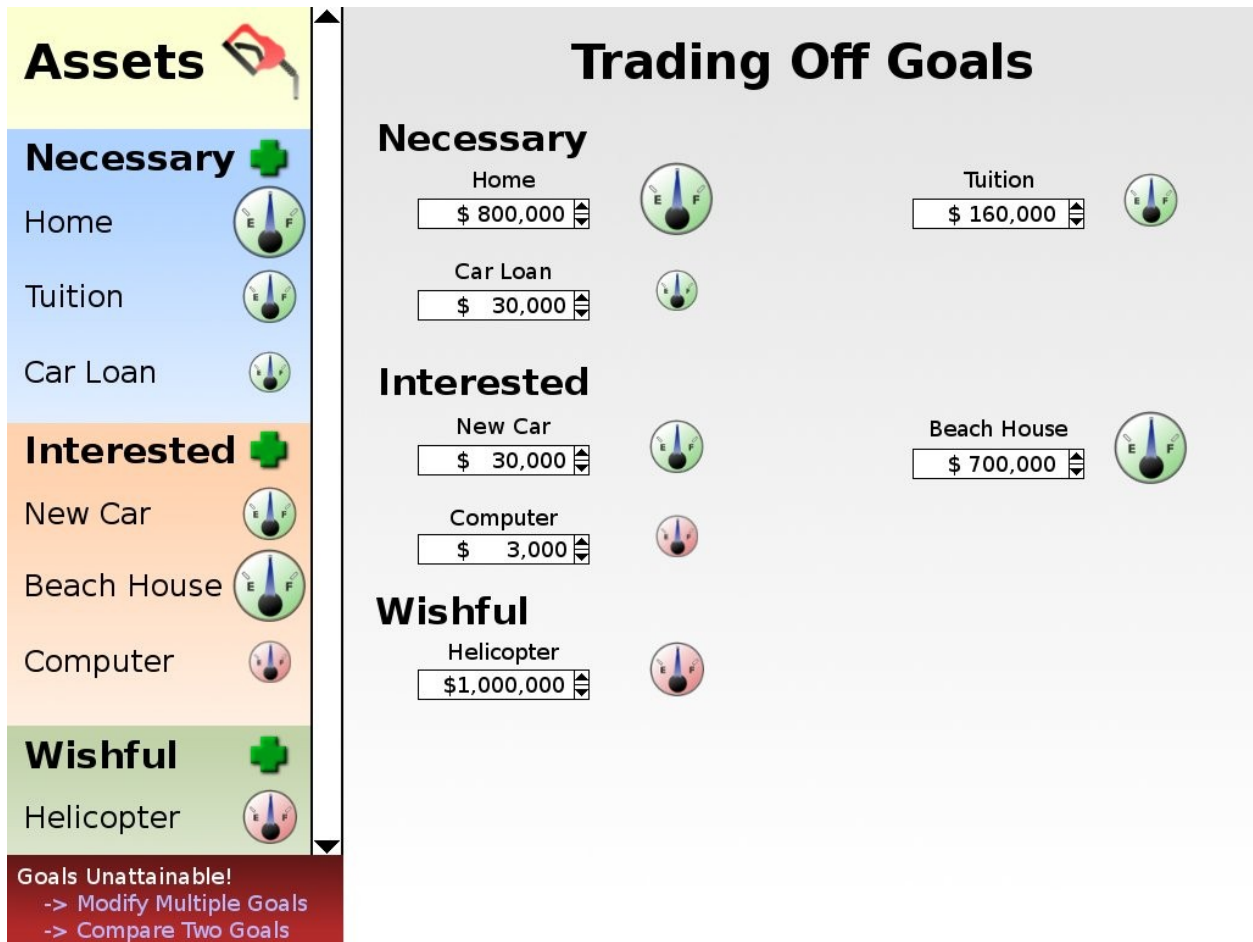 Assets
Necessary
Home
Tuition
Car Loan
Interested
New Car
Beach House
Computer
Wishful
Helicopter
Goals Unattainable!
-> Modify Multiple Goals
-> Compare Two Goals
Trading Off Goals
Necessary
Home
$ 800,000
Tuition
$ 160,000
Car Loan
$ 30,000
Interested
New Car
$ 30,000
Beach House
$ 700,000
Computer
$ 3,000
Wishful
Helicopter
$1,000,000
E F
E F
E F
E F
E F
E F
E F
E F
E F
E F
E F
E F
E F
E F